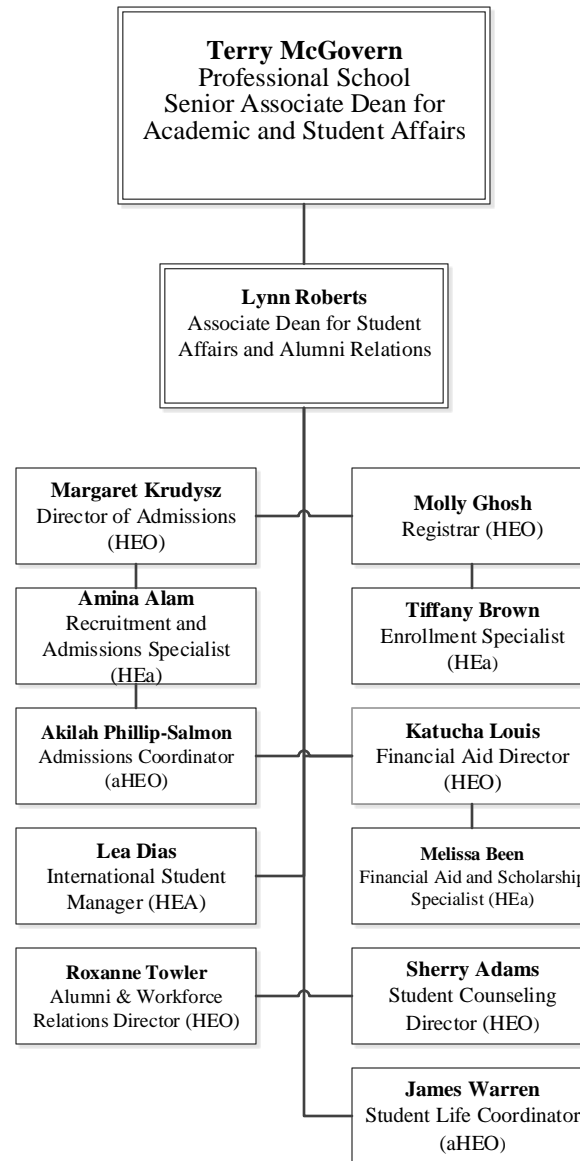 Terry McGovern
Professional School
Senior Associate Dean for
Academic and Student Affairs
Lynn Roberts
Associate Dean for Student
Affairs and Alumni Relations
Margaret Krudysz
Director of Admissions
(HEO)
Molly Ghosh
Registrar (HEO)
Amina Alam
Recruitment and
Admissions Specialist
(HEa)
Tiffany Brown
Enrollment Specialist
(HEa)
Akilah Phillip-Salmon
Admissions Coordinator
(aHEO)
Katucha Louis
Financial Aid Director
(HEO)
Lea Dias
International Student
Manager (HEA)
Melissa Been
Financial Aid and Scholarship
Specialist (HEa)
Roxanne Towler
Alumni & Workforce
Relations Director (HEO)
Sherry Adams
Student Counseling
Director (HEO)
James Warren
Student Life Coordinator
(aHEO)